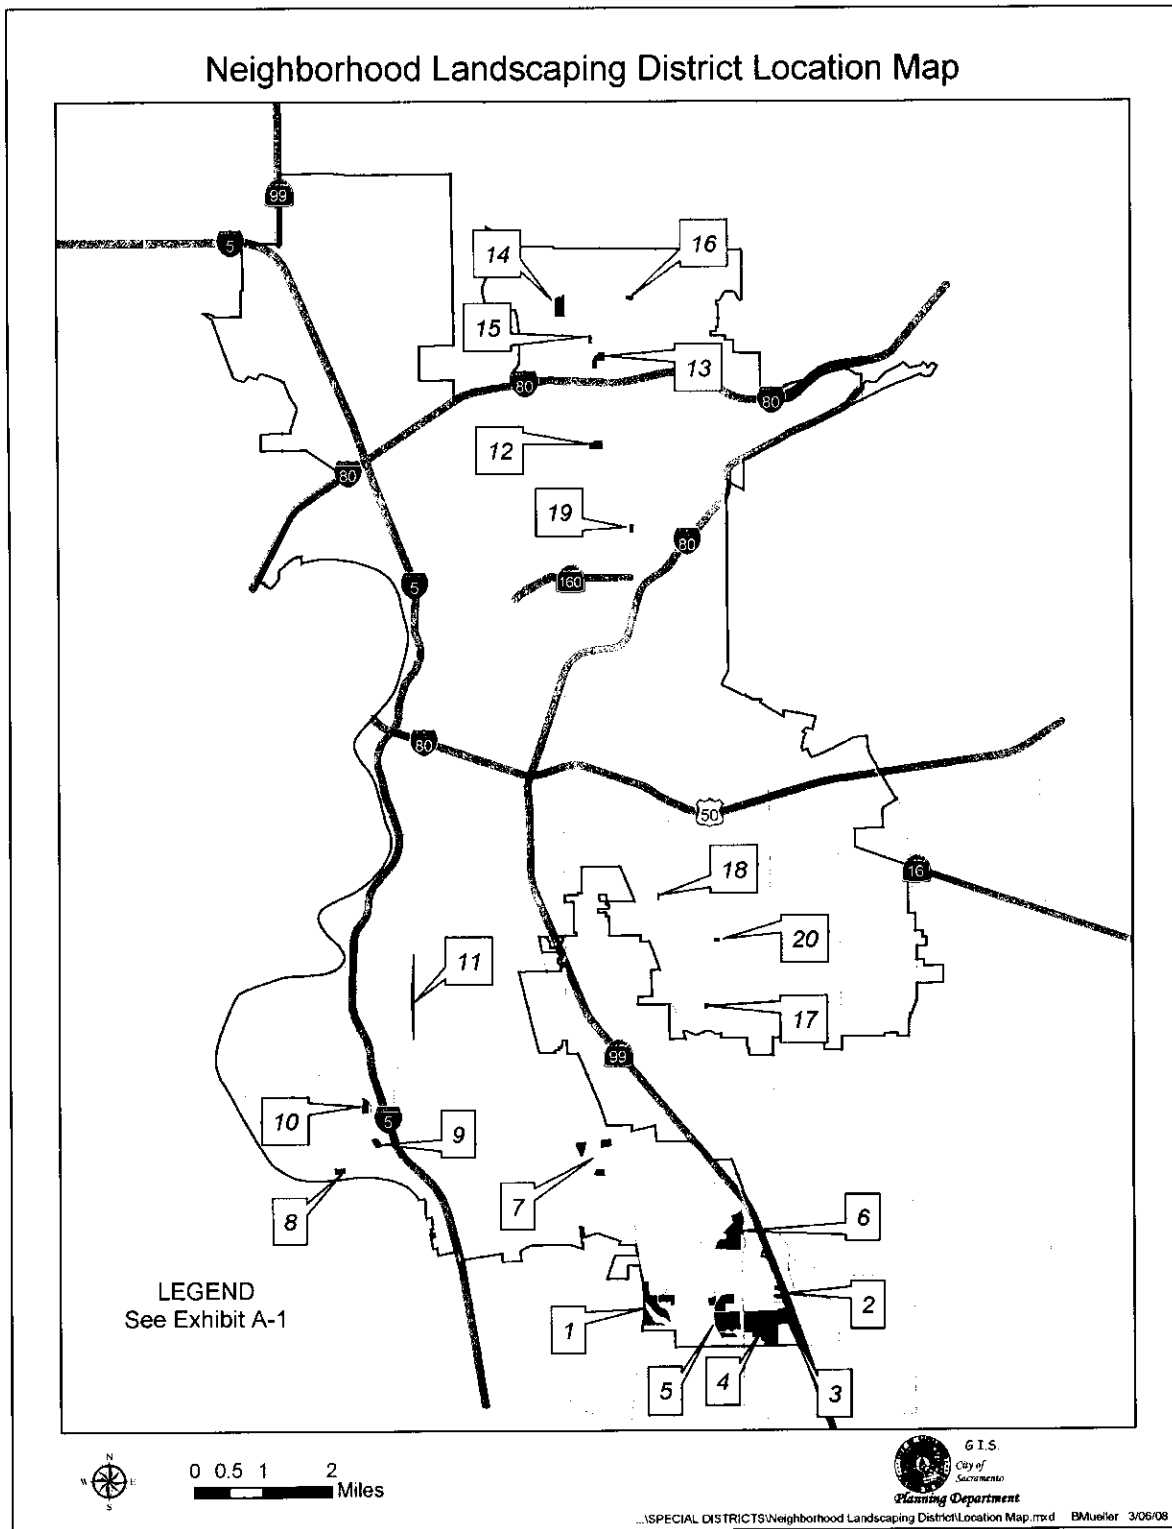 Neighborhood Landscaping District Location Map
99
5
14
16
15
13
80
80
12
80
19
80
5
160
80
50
18
16
20
11
17
99
10
5
9
7
8
6
LEGEND
See Exhibit A-1
1
2
5
4
3
N
W E
S
0 0.5 1 2
Miles
G.I.S.
City of
Sacramento
Planning Department
...\SPECIAL DISTRICTS\Neighborhood Landscaping District\Location Map.mxd BMueller 3/06/08